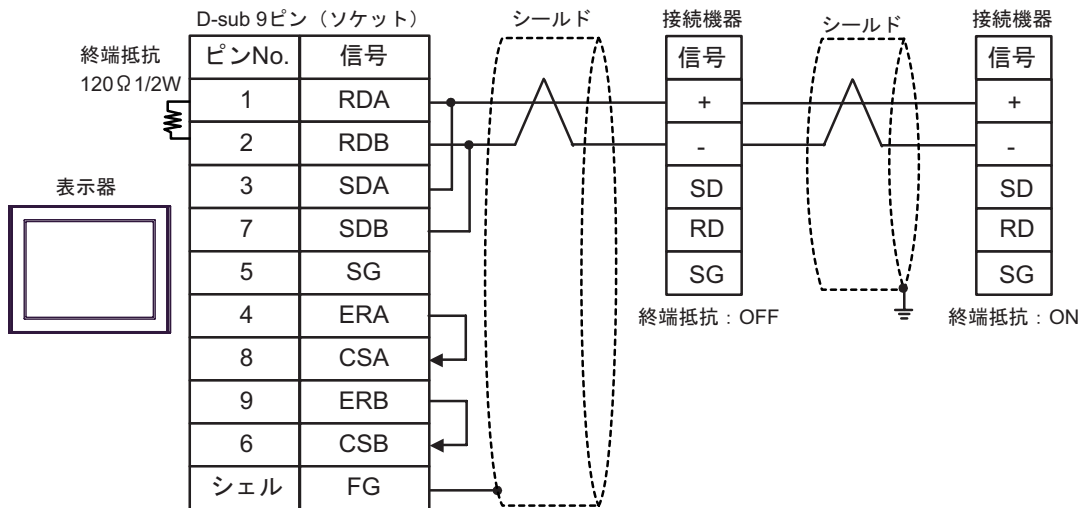 D-sub 9ピン（ソケット）
シールド
接続機器
シールド
接続機器
終端抵抗
120Ω1/2W
ピンNo. 信号
1 RDA
2 RDB
3 SDA
7 SDB
5 SG
4 ERA
8 CSA
9 ERB
6 CSB
シェル FG
表示器
信号
+
-
SD
RD
SG
終端抵抗：OFF
信号
+
-
SD
RD
SG
終端抵抗：ON